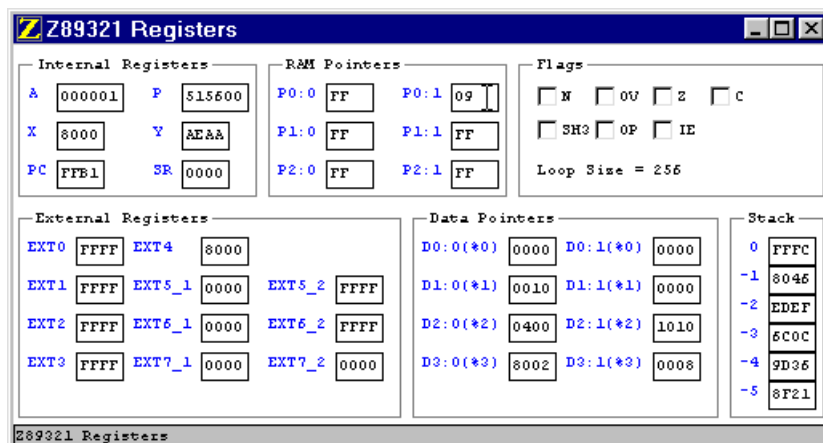 Z89321 Registers
Internal Registers
A 000001 P 515600
X 8000 Y AEAA
PC FFB1 SR 0000
RAM Pointers
P0:0 FF P0:1 09
P1:0 FF P1:1 FF
P2:0 FF P2:1 FF
Flags
N OV Z C
SH3 OP IE
Loop Size = 256
External Registers
EXT0 FFFF EXT4 8000
EXT1 FFFF EXT5_1 0000 EXT5_2 FFFF
EXT2 FFFF EXT6_1 0000 EXT6_2 FFFF
EXT3 FFFF EXT7_1 0000 EXT7_2 0000
Data Pointers
D0:0(%0) 0000 D0:1(%0) 0000
D1:0(%1) 0010 D1:1(%1) 0000
D2:0(%2) 0400 D2:1(%2) 1010
D3:0(%3) 8002 D3:1(%3) 0008
Stack
0 FFFC
-1 8046
-2 EDEF
-3 6C0C
-4 9D36
-5 8F21
Z89321 Registers